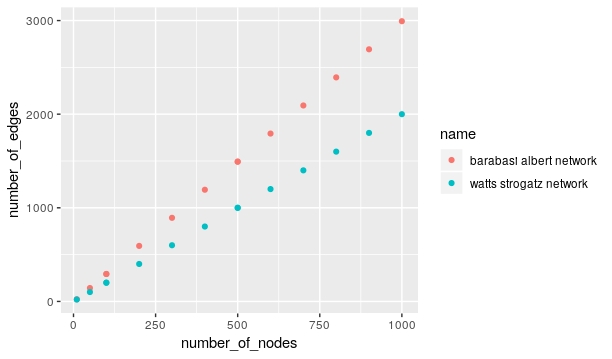 3000
2000
1000
0
number_of_edges
0
250
500
750
1000
number_of_nodes
name
barabasi albert network
watts strogatz network